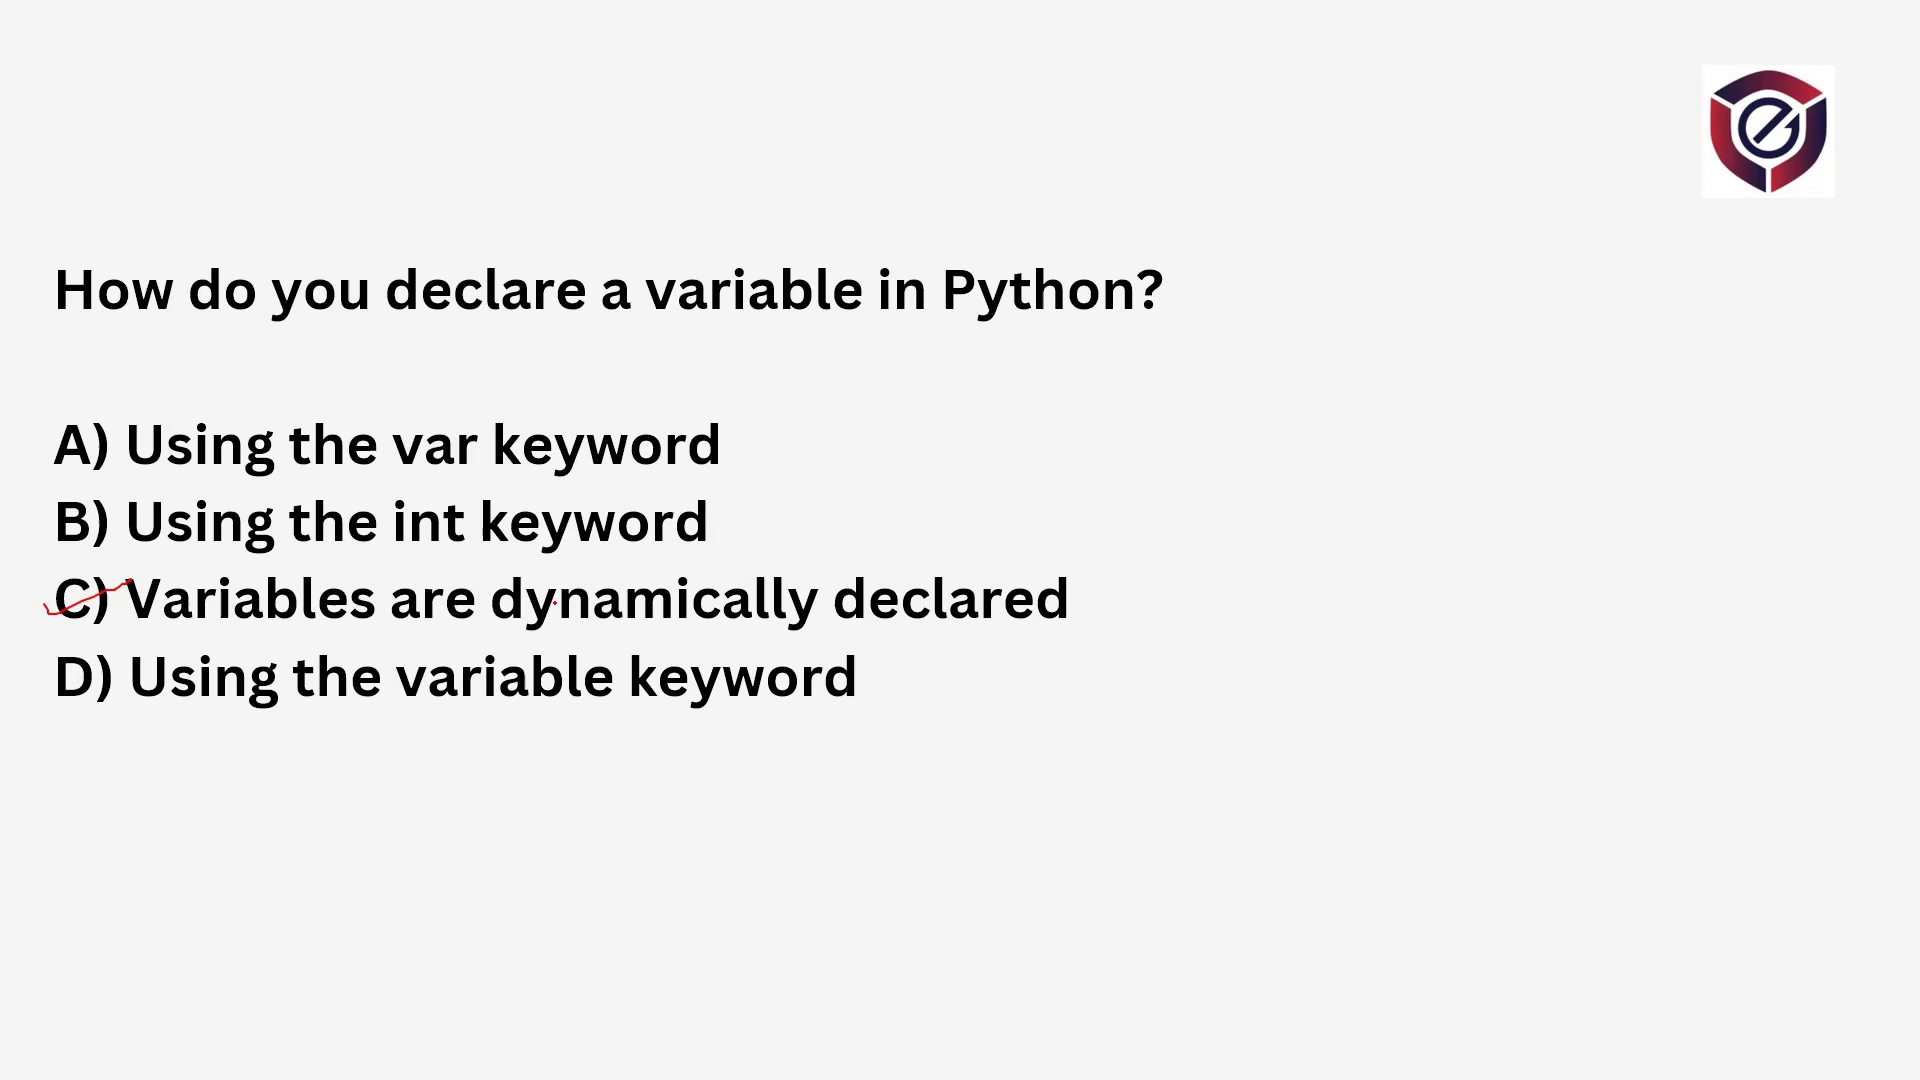 How do you declare a variable in Python?
A) Using the var keyword
B) Using the int keyword
C) Variables are dynamically declared
D) Using the variable keyword